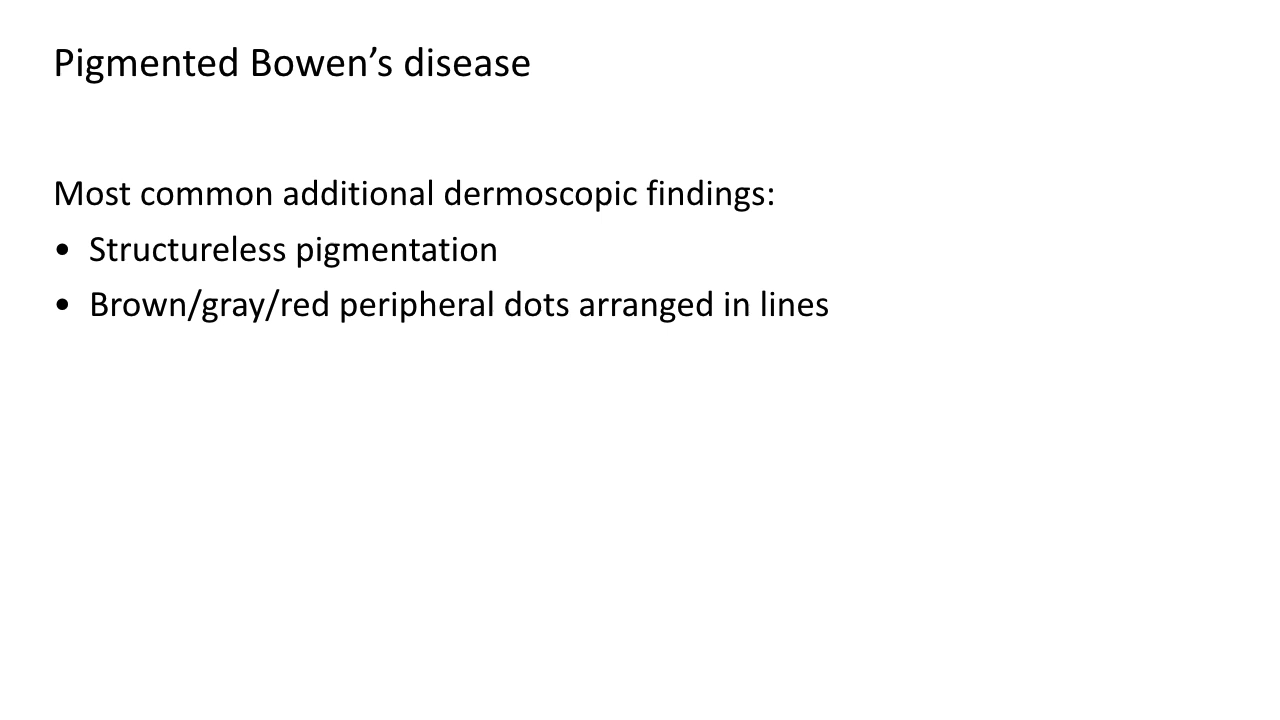 Pigmented Bowen’s disease
Most common additional dermoscopic findings:
• Structureless pigmentation
• Brown/gray/red peripheral dots arranged in lines